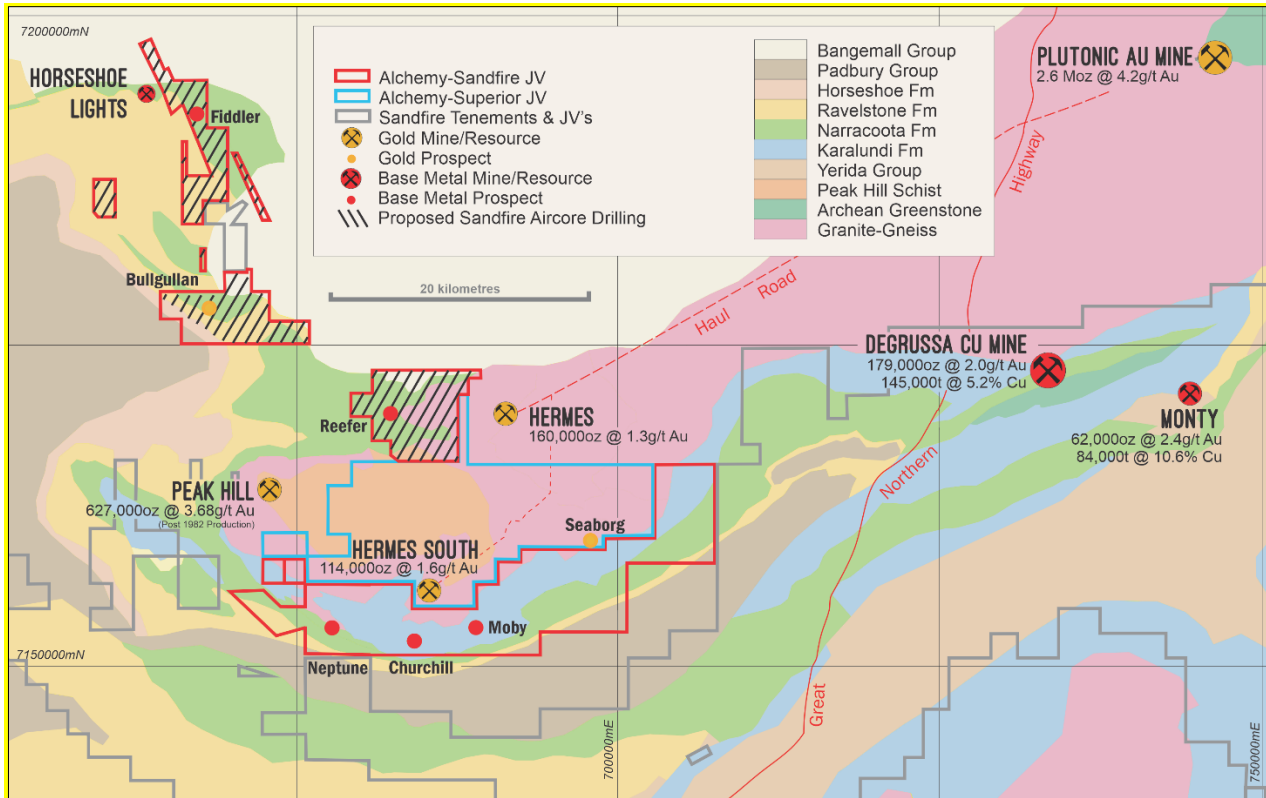 7200000mN
HORSESHOE
LIGHTS
Fiddler
Alchemy-Sandfire JV
Alchemy-Superior JV
Sandfire Tenements & JV's
Gold Mine/Resource
Gold Prospect
Base Metal Mine/Resource
Base Metal Prospect
Proposed Sandfire Aircore Drilling
Bangemall Group
Padbury Group
Horseshoe Fm
Ravelstone Fm
Narracoota Fm
Karalundi Fm
Yerida Group
Peak Hill Schist
Archean Greenstone
Granite-Gneiss
PLUTONIC AU MINE
2.6 Moz @ 4.2g/t Au
Highway
Bullgullan
20 kilometres
Haul Road
DEGRUSSA CU MINE
179,000oz @ 2.0g/t Au
145,000t @ 5.2% Cu
MONTY
62,000oz @ 2.4g/t Au
84,000t @ 10.6% Cu
Reefer
HERMES
160,000oz @ 1.3g/t Au
PEAK HILL
627,000oz @ 3.68g/t Au
(Post 1982 Production)
Northern
Seaborg
HERMES SOUTH
114,000oz @ 1.6g/t Au
Moby
Neptune
Churchill
7150000mN
Great
700000mE
750000mE